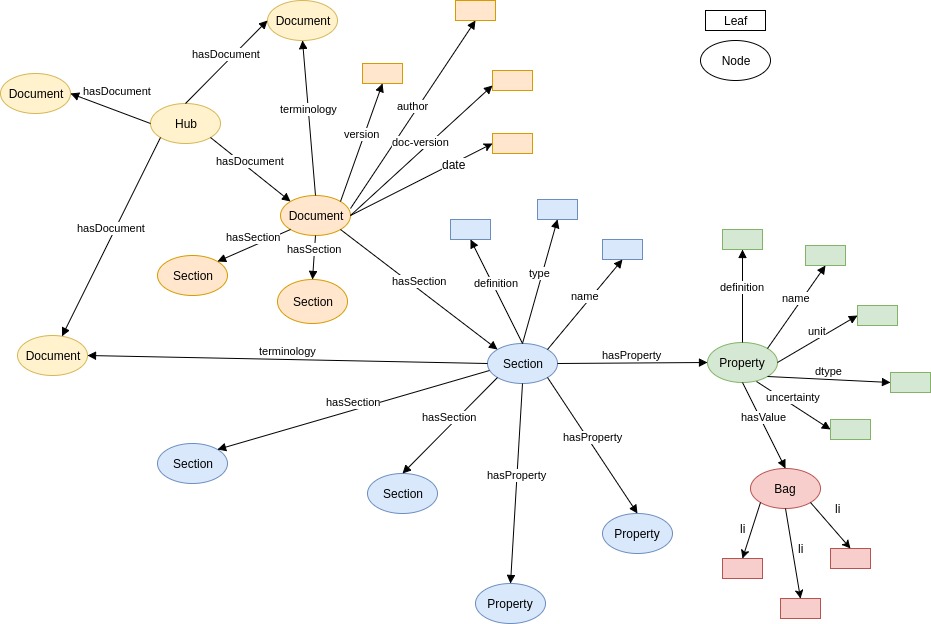 Document
Leaf
hasDocument
Node
Document
hasDocument
terminology
author
Hub
version
doc-version
hasDocument
date
Document
hasDocument
hasSection
hasSection
Section
hasSection
definition
type
name
Section
definition
name
unit
Document
terminology
Section
hasProperty
Property
dtype
uncertainty
hasSection
hasSection
hasValue
hasProperty
Section
hasProperty
Section
Bag
li
li
li
Property
Property